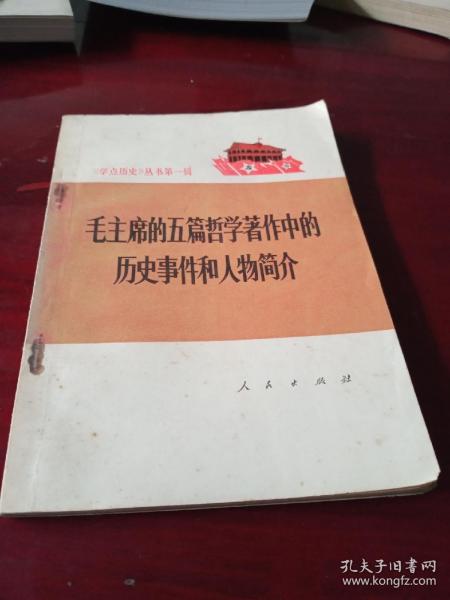 《学点历史》丛书第一辑
毛主席的五篇哲学著作中的
历史事件和人物简介
人民出版社
孔夫子旧书网
www.kongfz.com